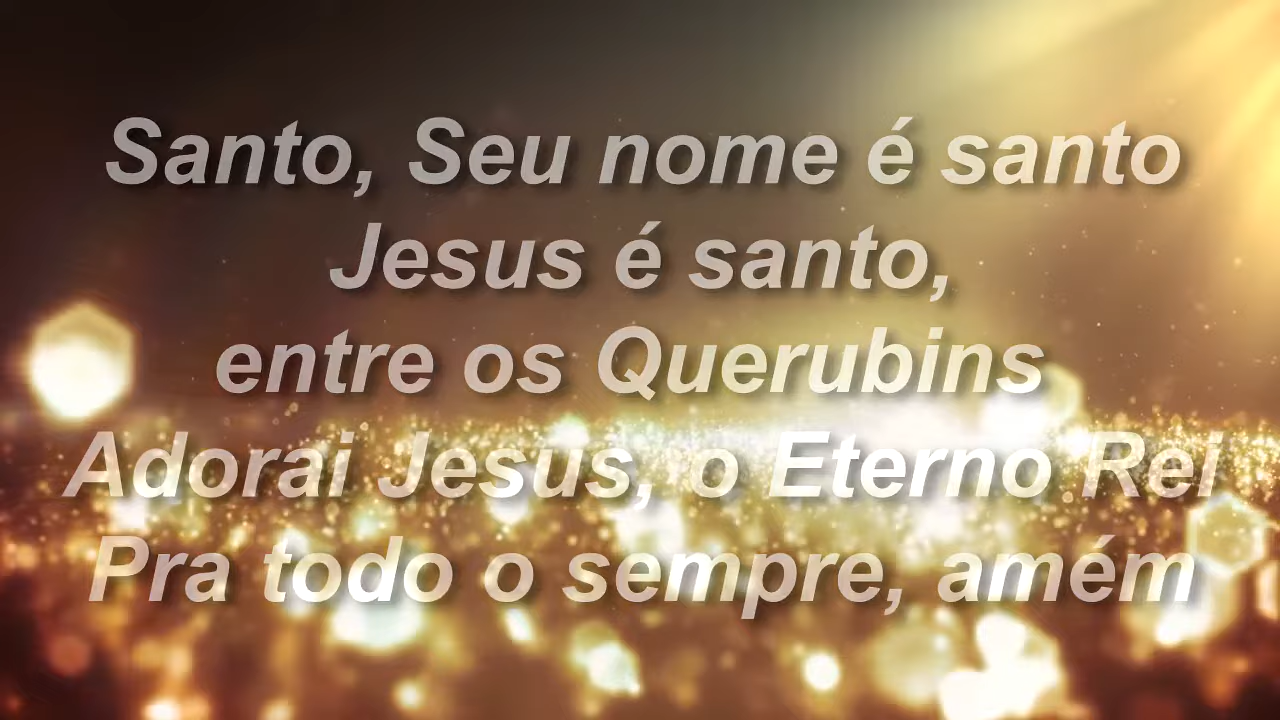 Santo, Seu nome é santo
Jesus é santo,
entre os Querubins
Adorai Jesus, o Eterno Rei
Pra todo o sempre, amém